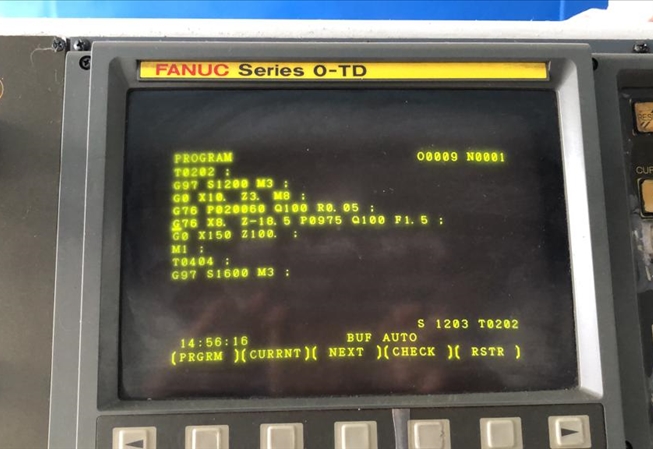 FANUC Series O-TD
PROGRAM O0009 N0001
T0202 ;
G97 S1200 M3 ;
G0 X10. Z3. M8 ;
G76 P020060 Q100 R0.05 ;
G76 X8. Z-18.5 P0975 Q100 F1.5 ;
G0 X150 Z100. ;
M1 ;
T0404 ;
G97 S1600 M3 ;
S 1203 T0202
14:56:16 BUF AUTO
(PRGRM )(CURRNT)( NEXT )(CHECK )( RSTR )